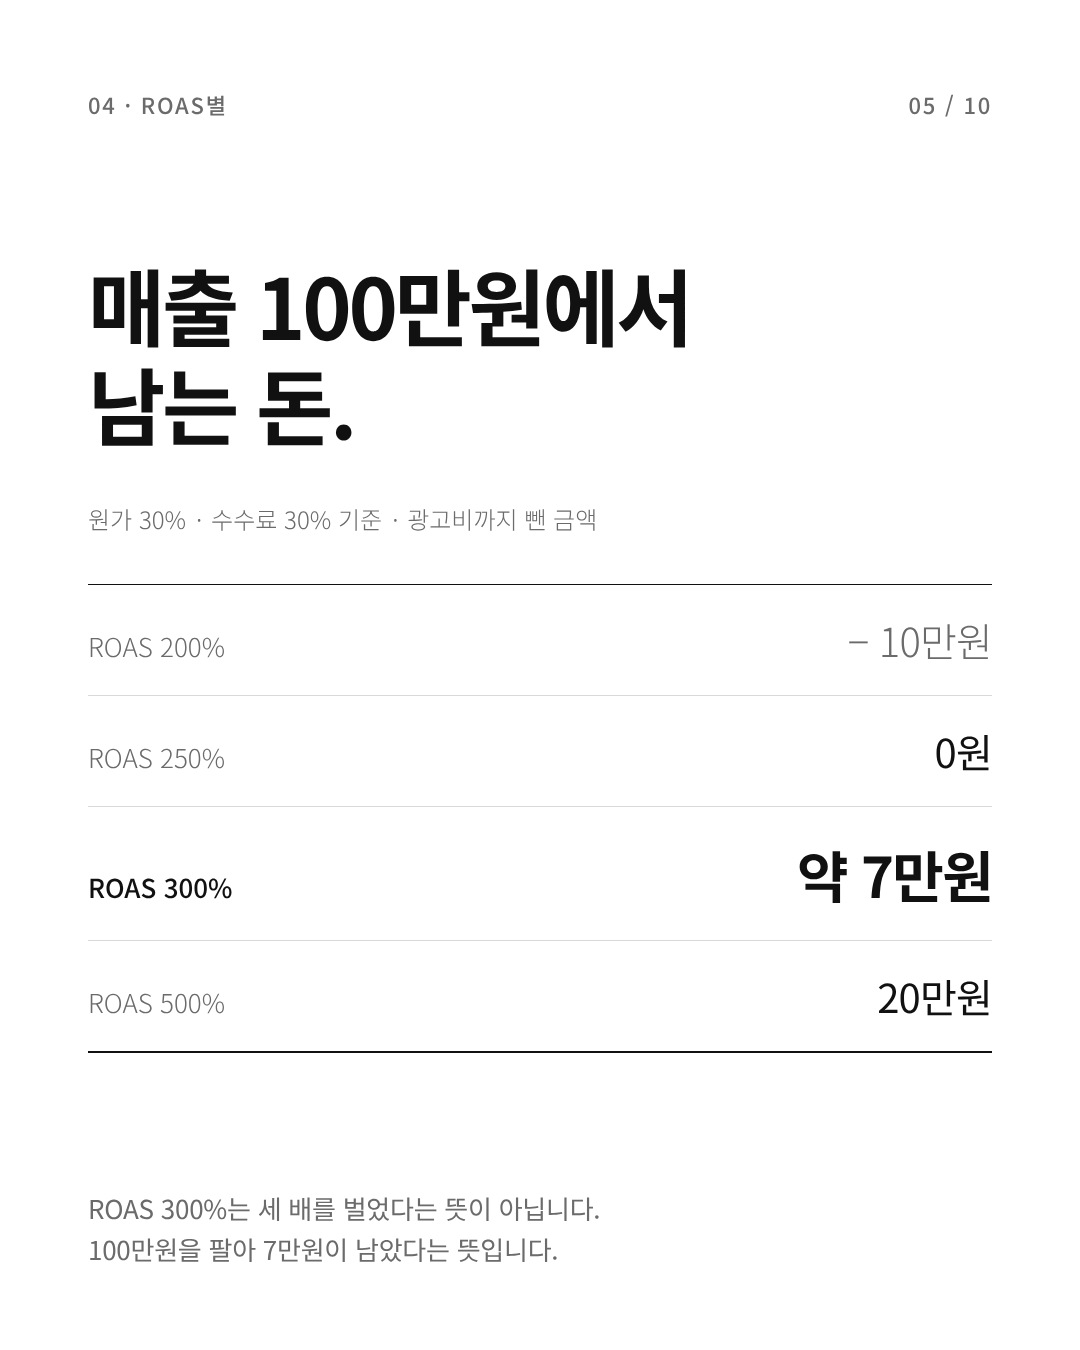 04 · ROAS별
05 / 10
매출 100만원에서
남는 돈.
원가 30% · 수수료 30% 기준 · 광고비까지 뺀 금액
ROAS 200%
− 10만원
ROAS 250%
0원
ROAS 300%
약 7만원
ROAS 500%
20만원
ROAS 300%는 세 배를 벌었다는 뜻이 아닙니다.
100만원을 팔아 7만원이 남았다는 뜻입니다.